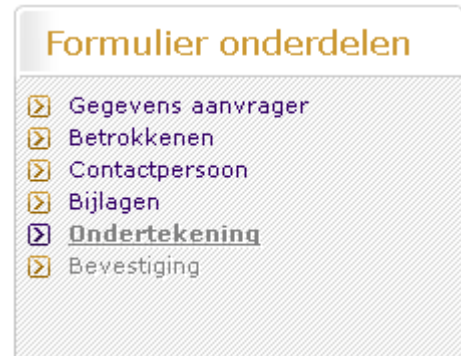 Formulier onderdelen
Gegevens aanvrager
Betrokkenen
Contactpersoon
Bijlagen
Ondertekening
Bevestiging